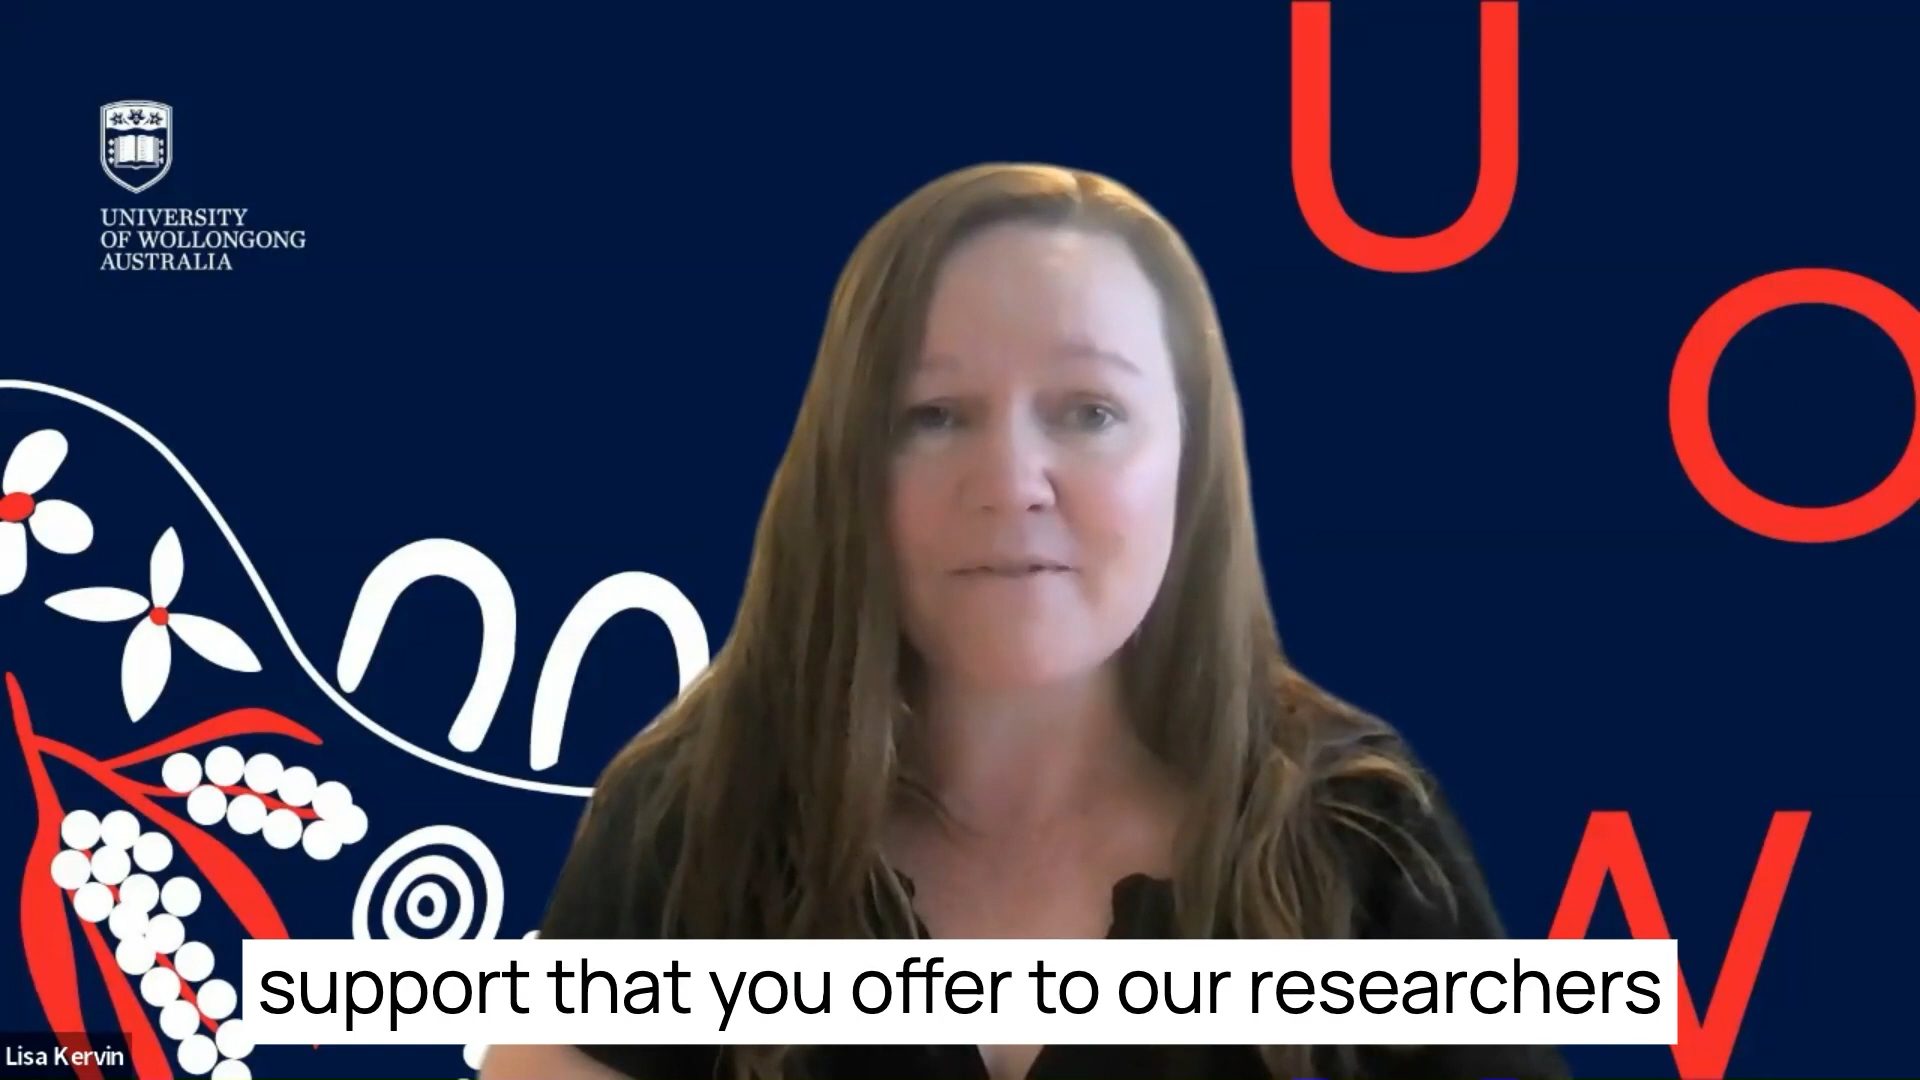 UNIVERSITY
OF WOLLONGONG
AUSTRALIA
U
O
W
support that you offer to our researchers
Lisa Kervin